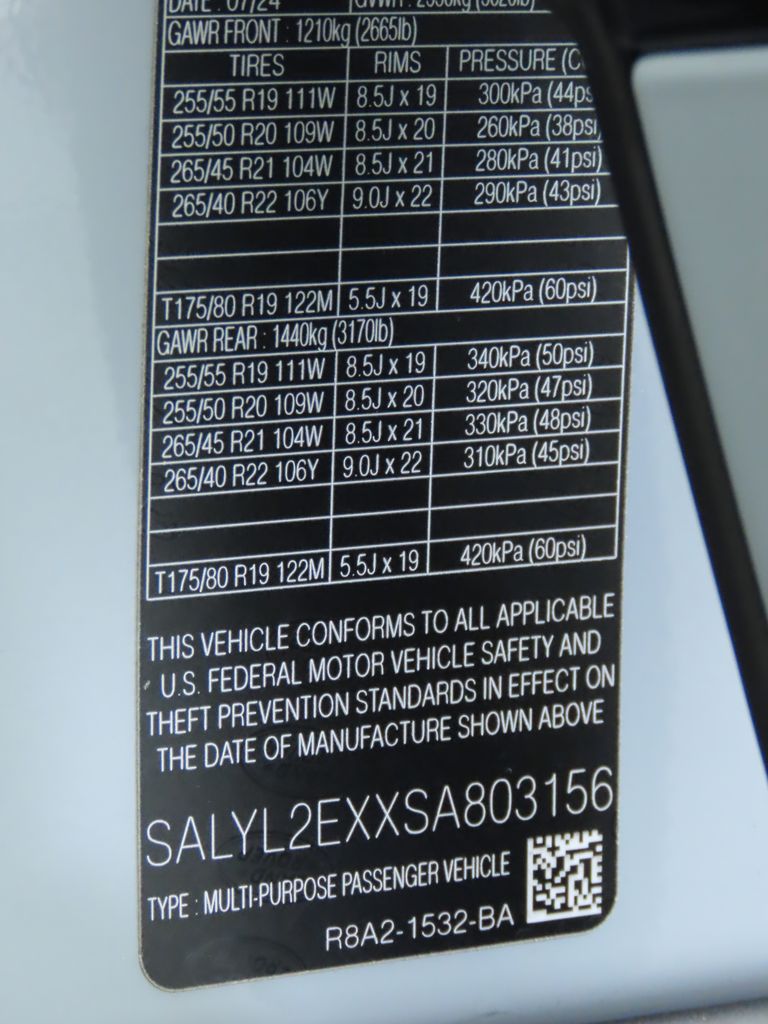 DATE : 07/24
GAWR FRONT : 1210kg (2665lb)
TIRES RIMS PRESSURE
255/55 R19 111W 8.5J x 19 300kPa (44psi
255/50 R20 109W 8.5J x 20 260kPa (38psi)
265/45 R21 104W 8.5J x 21 280kPa (41psi)
265/40 R22 106Y 9.0J x 22 290kPa (43psi)
T175/80 R19 122M 5.5J x 19 420kPa (60psi)
GAWR REAR : 1440kg (3170lb)
255/55 R19 111W 8.5J x 19 340kPa (50psi)
255/50 R20 109W 8.5J x 20 320kPa (47psi)
265/45 R21 104W 8.5J x 21 330kPa (48psi)
265/40 R22 106Y 9.0J x 22 310kPa (45psi)
T175/80 R19 122M 5.5J x 19 420kPa (60psi)
THIS VEHICLE CONFORMS TO ALL APPLICABLE
U.S. FEDERAL MOTOR VEHICLE SAFETY AND
THEFT PREVENTION STANDARDS IN EFFECT ON
THE DATE OF MANUFACTURE SHOWN ABOVE
SALYL2EXXSA803156
TYPE : MULTI-PURPOSE PASSENGER VEHICLE
R8A2-1532-BA